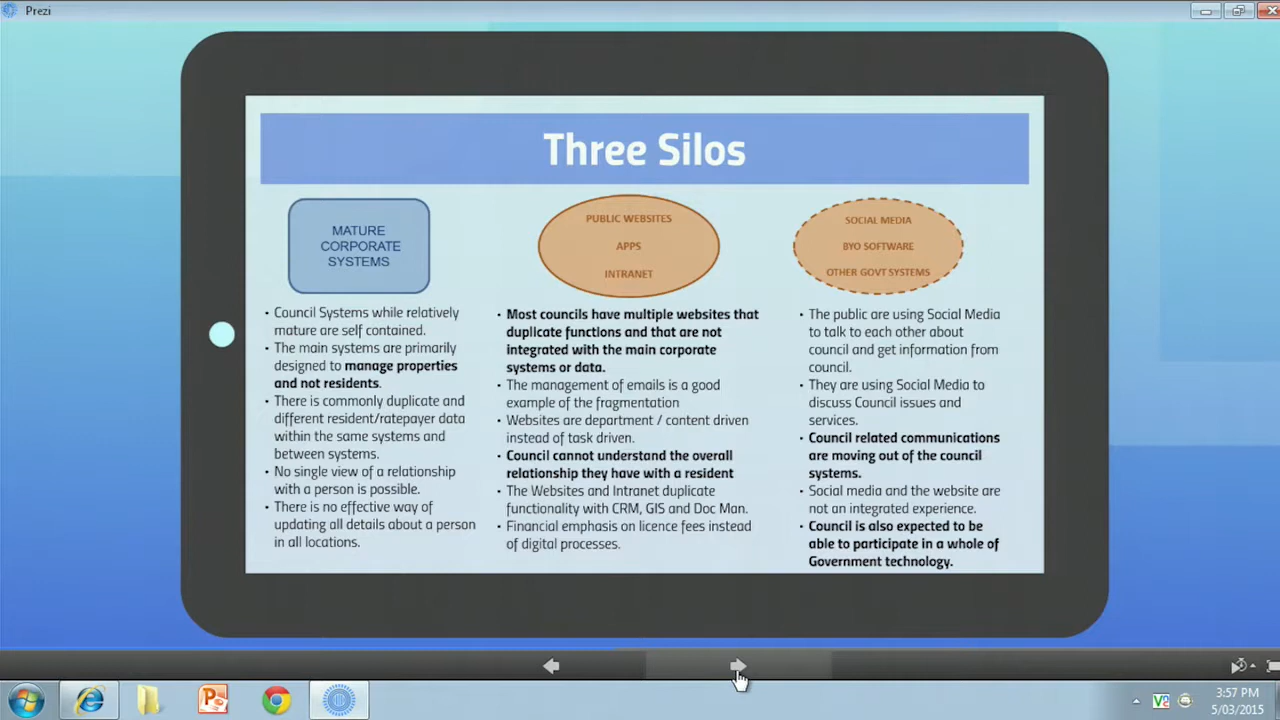 Prezi
Three Silos
MATURE
CORPORATE
SYSTEMS
• Council Systems while relatively
mature are self contained.
• The main systems are primarily
designed to manage properties
and not residents.
• There is commonly duplicate and
different resident/ratepayer data
within the same systems and
between systems.
• No single view of a relationship
with a person is possible.
• There is no effective way of
updating all details about a person
in all locations.
PUBLIC WEBSITES
APPS
INTRANET
• Most councils have multiple websites that
duplicate functions and that are not
integrated with the main corporate
systems or data.
• The management of emails is a good
example of the fragmentation
• Websites are department / content driven
instead of task driven.
• Council cannot understand the overall
relationship they have with a resident
• The Websites and Intranet duplicate
functionality with CRM, GIS and Doc Man.
• Financial emphasis on licence fees instead
of digital processes.
SOCIAL MEDIA
BYO SOFTWARE
OTHER GOVT SYSTEMS
• The public are using Social Media
to talk to each other about
council and get information from
council.
• They are using Social Media to
discuss Council issues and
services.
• Council related communications
are moving out of the council
systems.
• Social media and the website are
not an integrated experience.
• Council is also expected to be
able to participate in a whole of
Government technology.
3:57 PM
5/03/2015